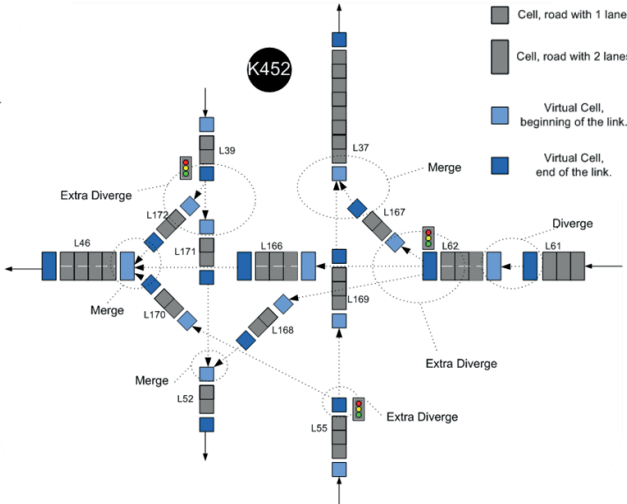 Cell, road with 1 lane
K452
Cell, road with 2 lanes
Virtual Cell,
beginning of the link.
L39
L37
Virtual Cell,
end of the link.
Merge
Extra Diverge
L172
L167
Diverge
L46
L171
L166
L62
L61
L169
Merge
L170
L168
Extra Diverge
Merge
L52
L55
Extra Diverge